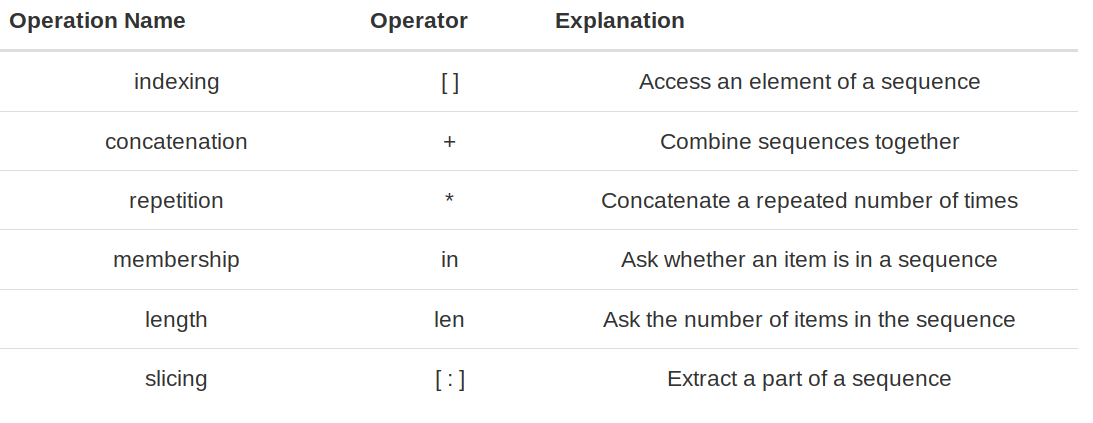 Operation Name Operator Explanation
indexing [ ] Access an element of a sequence
concatenation + Combine sequences together
repetition * Concatenate a repeated number of times
membership in Ask whether an item is in a sequence
length len Ask the number of items in the sequence
slicing [ : ] Extract a part of a sequence